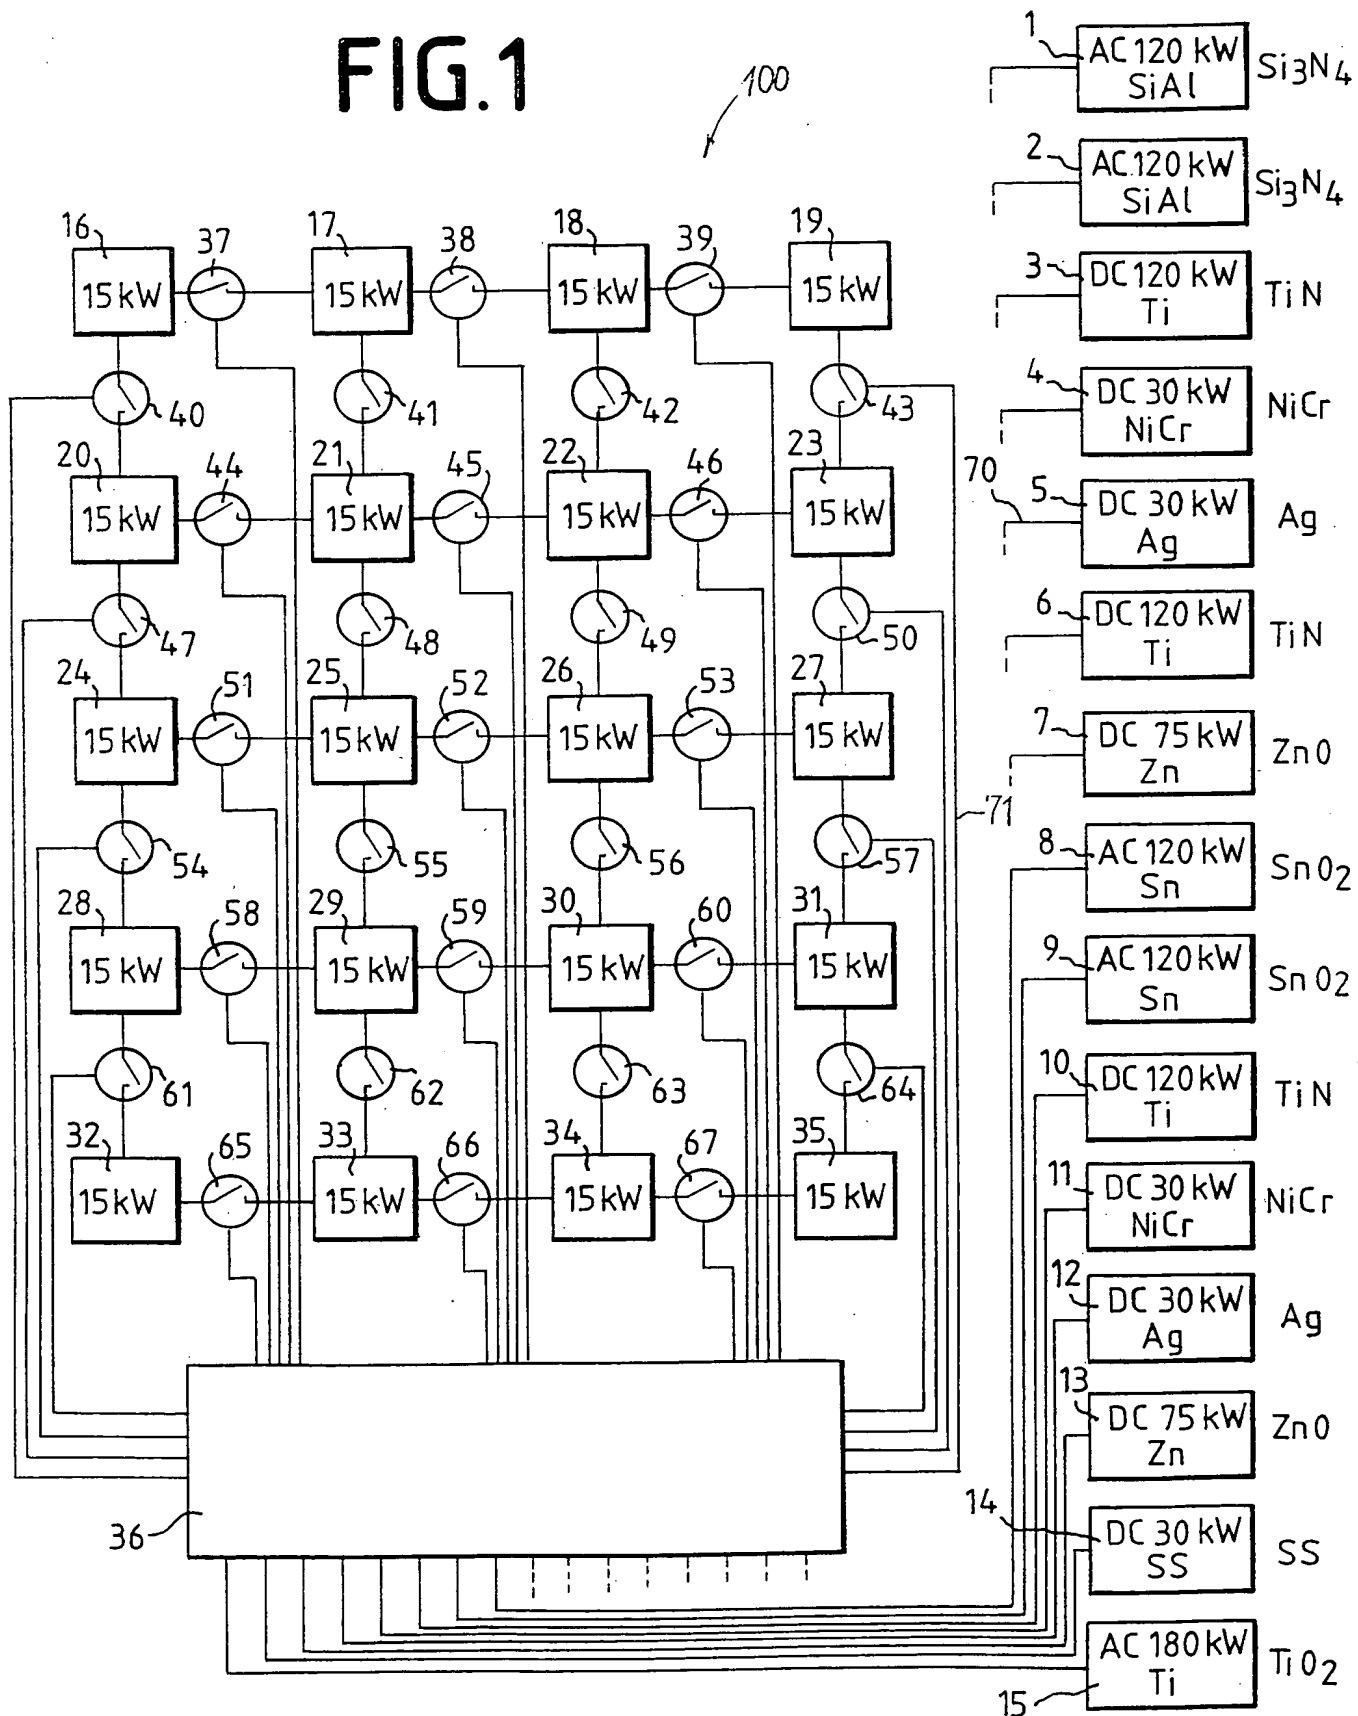 FIG.1
100
1
AC 120 kW
SiAl
Si3N4
2
AC 120 kW
SiAl
Si3N4
3
DC 120 kW
Ti
TiN
4
DC 30 kW
NiCr
NiCr
70
5
DC 30 kW
Ag
Ag
6
DC 120 kW
Ti
TiN
7
DC 75 kW
Zn
ZnO
8
AC 120 kW
Sn
SnO2
9
AC 120 kW
Sn
SnO2
10
DC 120 kW
Ti
TiN
11
DC 30 kW
NiCr
NiCr
12
DC 30 kW
Ag
Ag
13
DC 75 kW
Zn
ZnO
14
DC 30 kW
SS
SS
15
AC 180 kW
Ti
TiO2
16 37 17 38 18 39 19
15 kW 15 kW 15 kW 15 kW
40 41 42 43
20 44 21 45 22 46 23
15 kW 15 kW 15 kW 15 kW
47 48 49 50
24 51 25 52 26 53 27
15 kW 15 kW 15 kW 15 kW
71
54 55 56 57
28 58 29 59 30 60 31
15 kW 15 kW 15 kW 15 kW
61 62 63 64
32 65 33 66 34 67 35
15 kW 15 kW 15 kW 15 kW
36